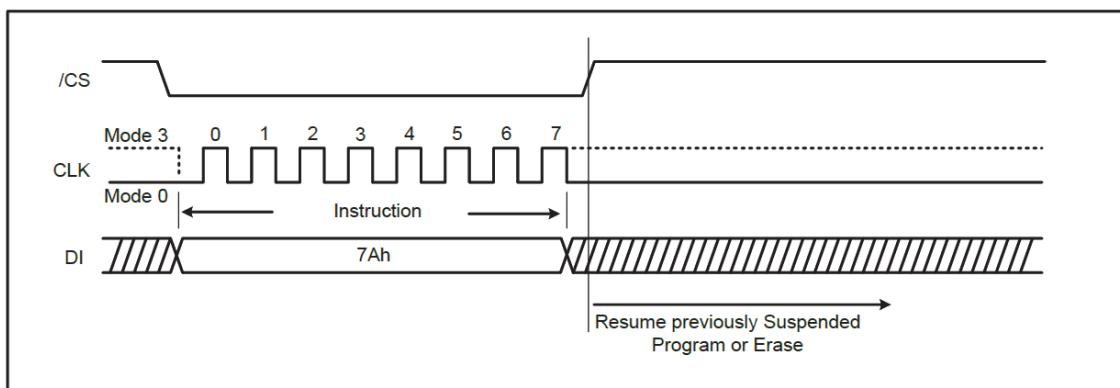 /CS
Mode 3
0 1 2 3 4 5 6 7
CLK
Mode 0
Instruction
DI
7Ah
Resume previously Suspended
Program or Erase